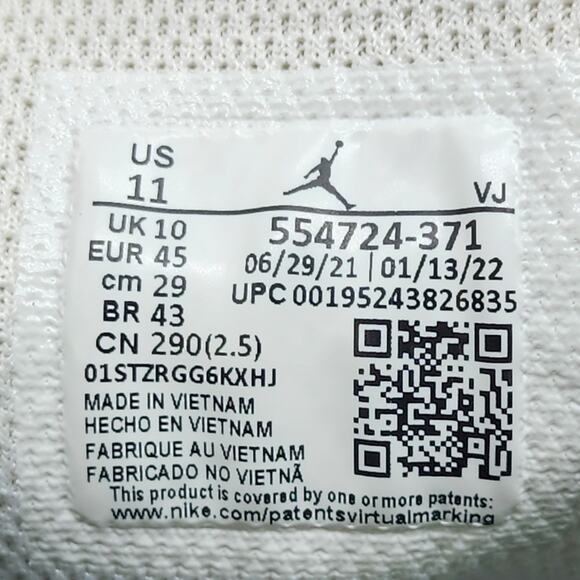 US
11
VJ
UK 10
EUR 45
cm 29
BR 43
CN 290(2.5)
554724-371
06/29/21 | 01/13/22
UPC 00195243826835
01STZRGG6KXHJ
MADE IN VIETNAM
HECHO EN VIETNAM
FABRIQUE AU VIETNAM
FABRICADO NO VIETNÃ
This product is covered by one or more patents:
www.nike.com/patentsvirtualmarking